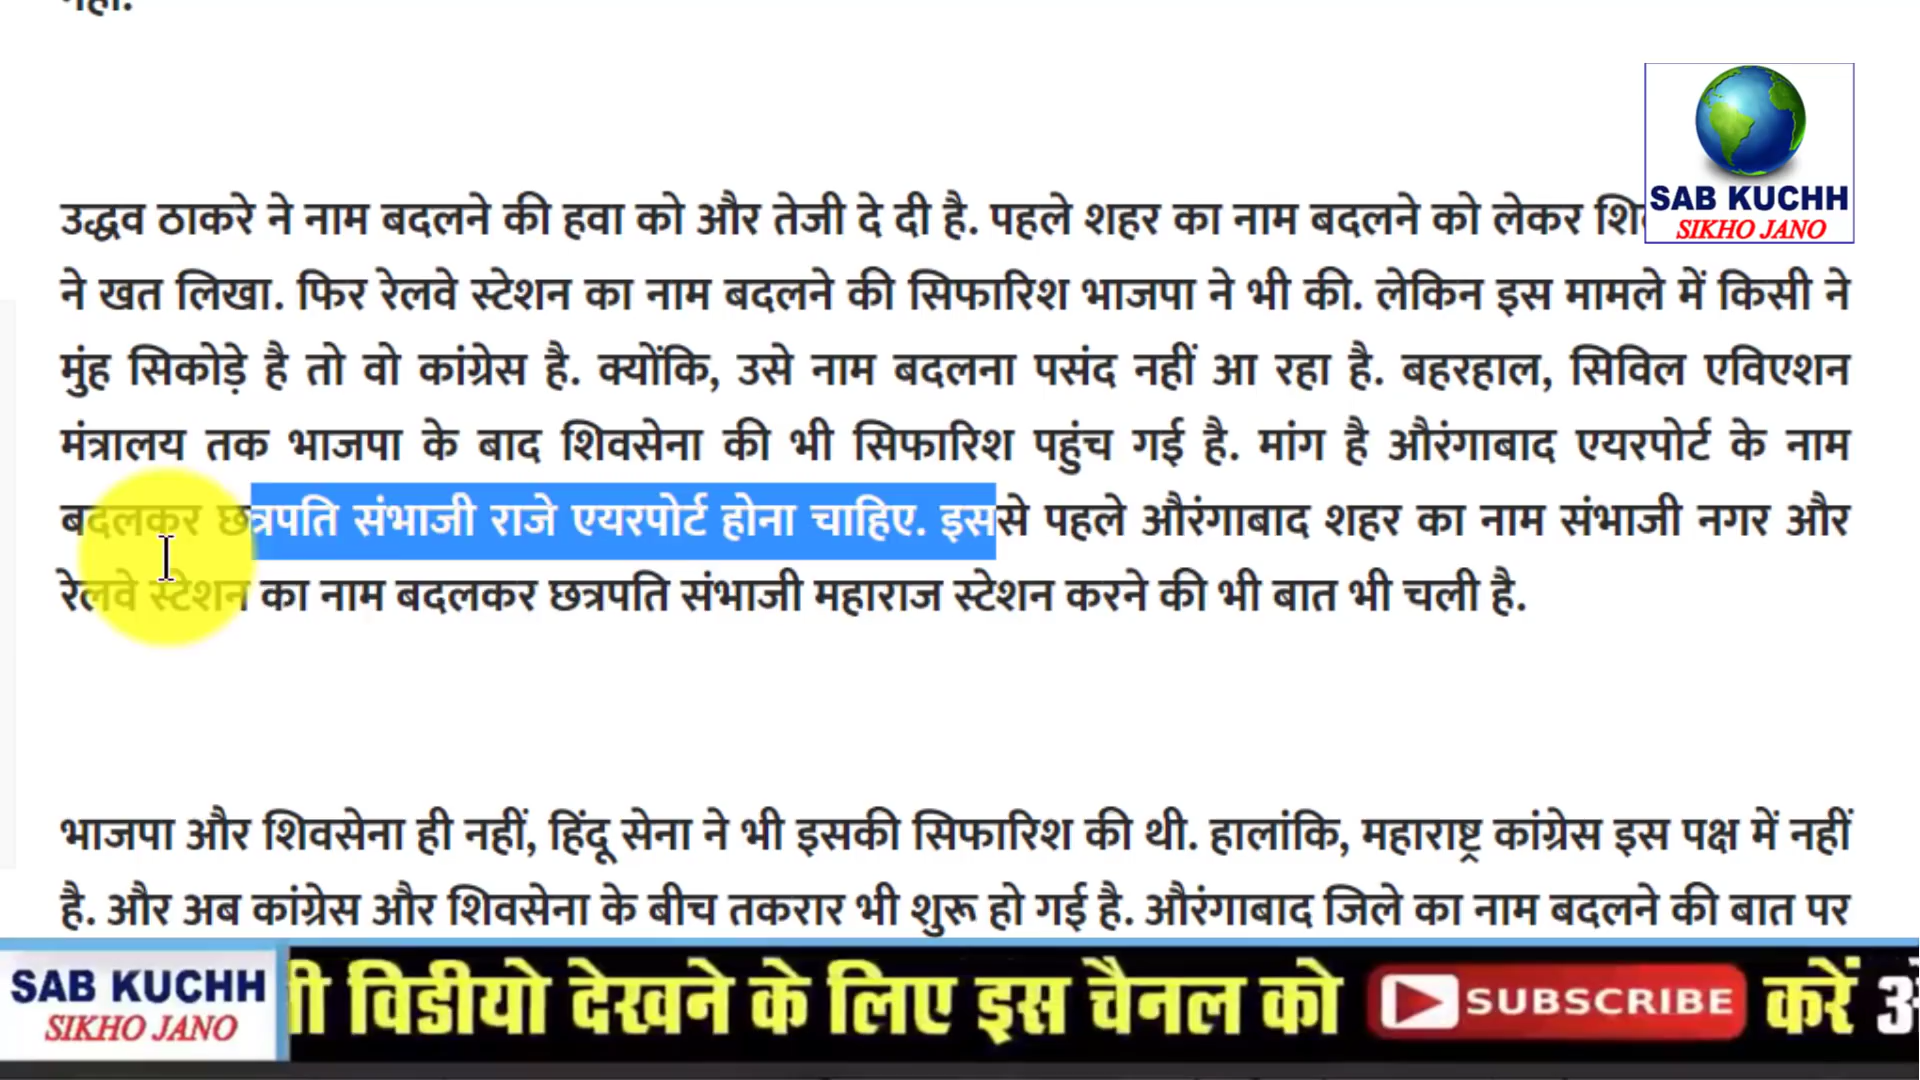 नहीं.
SAB KUCHH
SIKHO JANO
उद्धव ठाकरे ने नाम बदलने की हवा को और तेजी दे दी है. पहले शहर का नाम बदलने को लेकर
ने खत लिखा. फिर रेलवे स्टेशन का नाम बदलने की सिफारिश भाजपा ने भी की. लेकिन इस मामले में किसी ने
मुंह सिकोड़े है तो वो कांग्रेस है. क्योंकि, उसे नाम बदलना पसंद नहीं आ रहा है. बहरहाल, सिविल एविएशन
मंत्रालय तक भाजपा के बाद शिवसेना की भी सिफारिश पहुंच गई है. मांग है औरंगाबाद एयरपोर्ट के नाम
बदलकर छत्रपति संभाजी राजे एयरपोर्ट होना चाहिए. इससे पहले औरंगाबाद शहर का नाम संभाजी नगर और
रेलवे स्टेशन का नाम बदलकर छत्रपति संभाजी महाराज स्टेशन करने की भी बात भी चली है.
भाजपा और शिवसेना ही नहीं, हिंदू सेना ने भी इसकी सिफारिश की थी. हालांकि, महाराष्ट्र कांग्रेस इस पक्ष में नहीं
है. और अब कांग्रेस और शिवसेना के बीच तकरार भी शुरू हो गई है. औरंगाबाद जिले का नाम बदलने की बात पर
SAB KUCHH
SIKHO JANO
विडीयो देखने के लिए इस चैनल को SUBSCRIBE करें